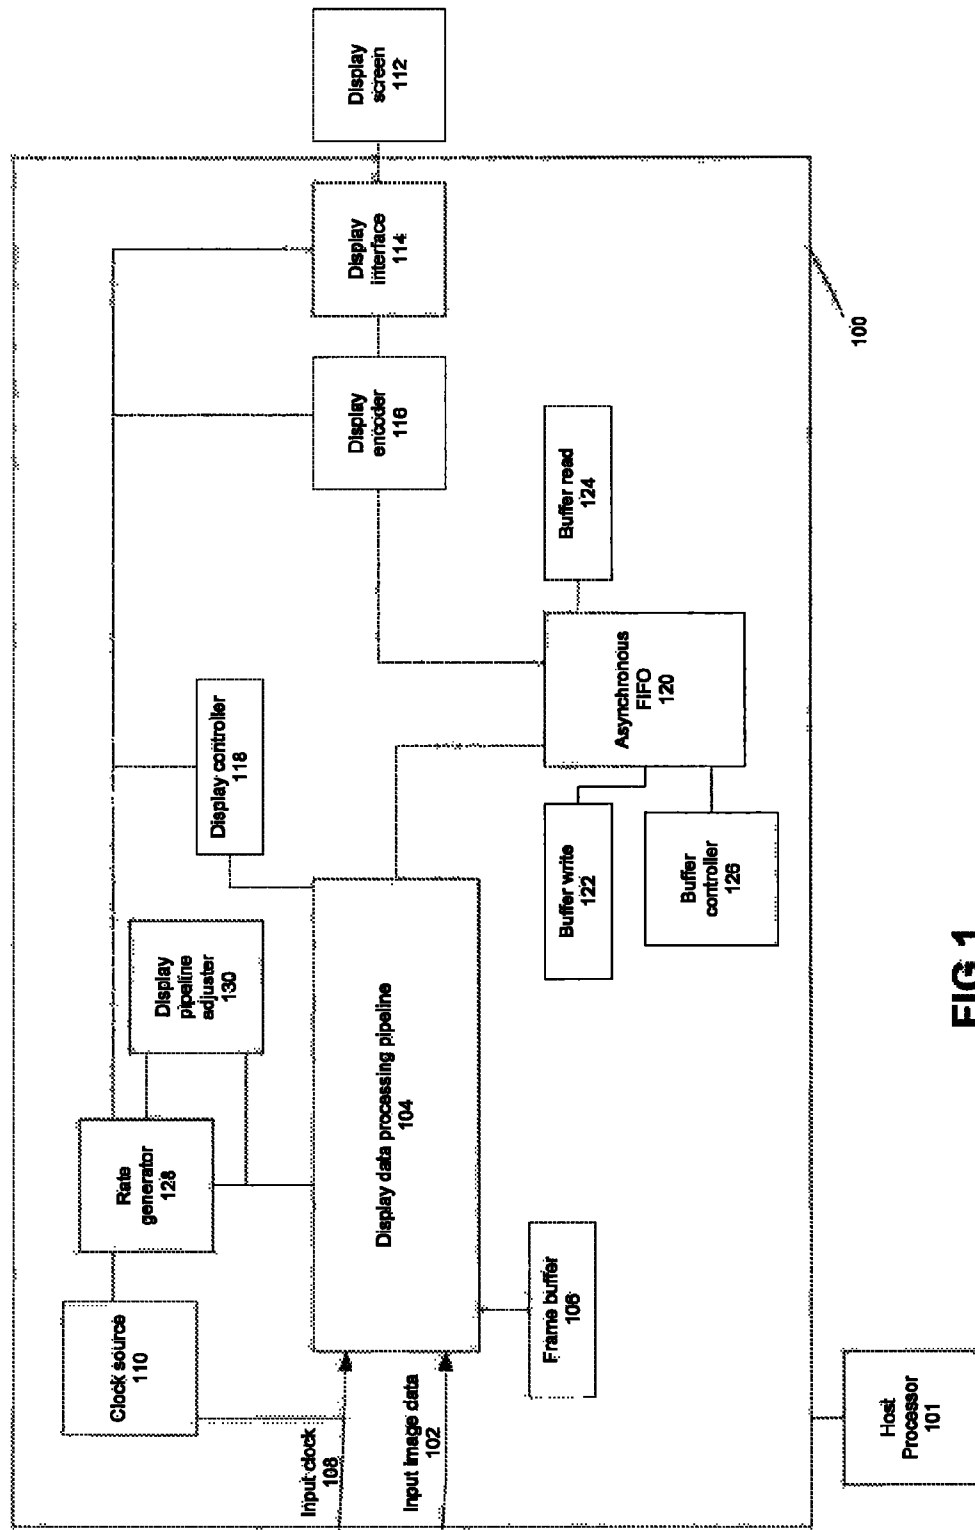 Display
screen
112
Display
interface
114
Display
encoder
116
100
Buffer read
124
Asynchronous
FIFO
120
Display controller
118
Buffer write
122
Buffer
controller
126
Display
pipeline
adjuster
130
Display data processing pipeline
104
Rate
generator
128
Frame buffer
106
Clock source
110
Input clock
108
Input image data
102
Host
Processor
101
FIG 1